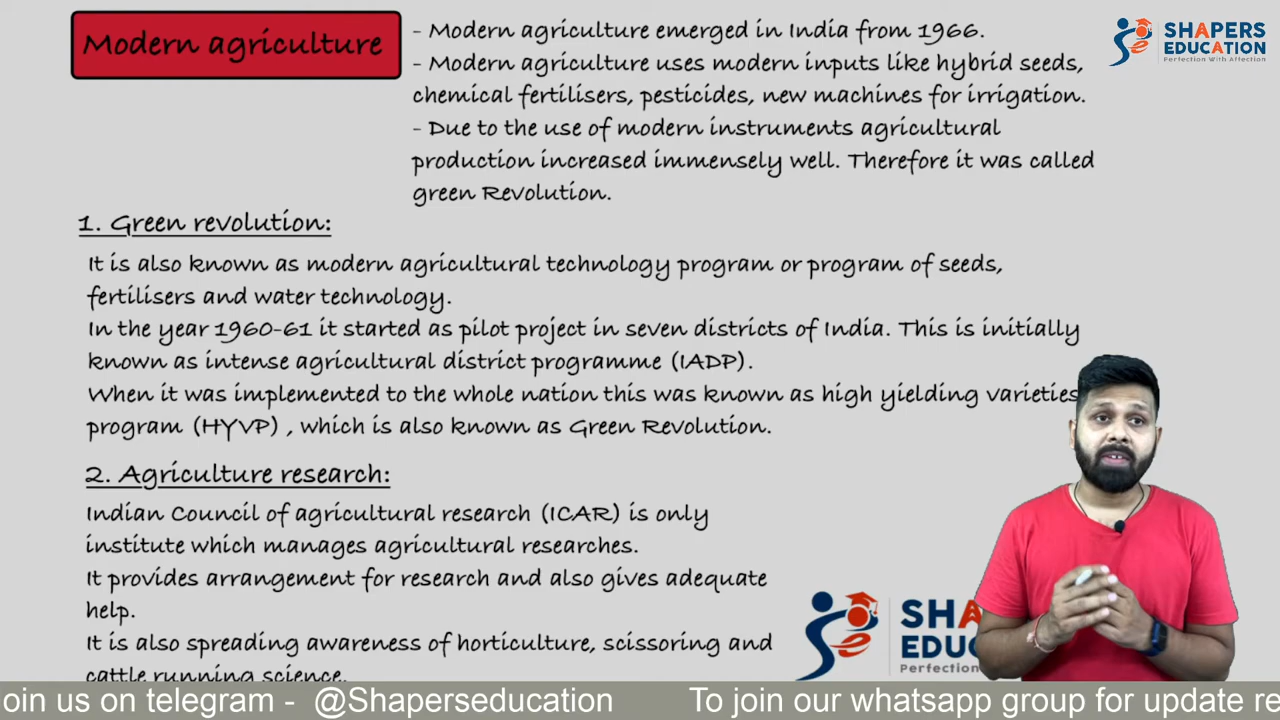 Modern agriculture
- Modern agriculture emerged in India from 1966.
- Modern agriculture uses modern inputs like hybrid seeds,
chemical fertilisers, pesticides, new machines for irrigation.
- Due to the use of modern instruments agricultural
production increased immensely well. Therefore it was called
green Revolution.
SHAPERS
EDUCATION
Perfection With Affection
1. Green revolution:
It is also known as modern agricultural technology program or program of seeds,
fertilisers and water technology.
In the year 1960-61 it started as pilot project in seven districts of India. This is initially
known as intense agricultural district programme (IADP).
When it was implemented to the whole nation this was known as high yielding varieties
program (HYVP) , which is also known as Green Revolution.
2. Agriculture research:
Indian Council of agricultural research (ICAR) is only
institute which manages agricultural researches.
It provides arrangement for research and also gives adequate
help.
It is also spreading awareness of horticulture, scissoring and
cattle running science.
SHA
EDUC
Perfection
oin us on telegram - @Shaperseducation To join our whatsapp group for update re